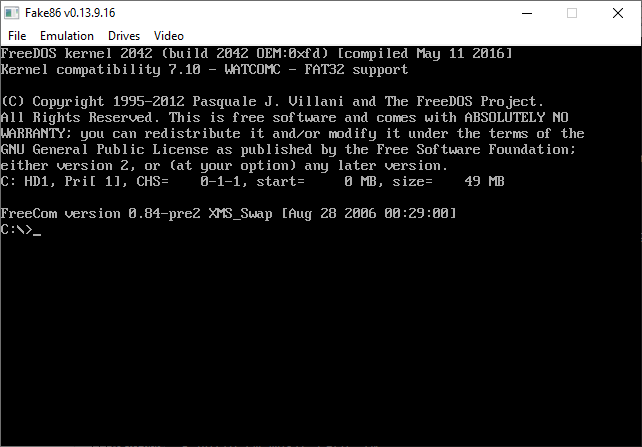 Fake86 v0.13.9.16
File Emulation Drives Video
FreeDOS kernel 2042 (build 2042 OEM:0xfd) [compiled May 11 2016]
Kernel compatibility 7.10 - WATCOMC - FAT32 support
(C) Copyright 1995-2012 Pasquale J. Villani and The FreeDOS Project.
All Rights Reserved. This is free software and comes with ABSOLUTELY NO
WARRANTY; you can redistribute it and/or modify it under the terms of the
GNU General Public License as published by the Free Software Foundation;
either version 2, or (at your option) any later version.
C: HD1, Pri[ 1], CHS=    0-1-1, start=     0 MB, size=    49 MB
FreeCom version 0.84-pre2 XMS_Swap [Aug 28 2006 00:29:00]
C:\>_